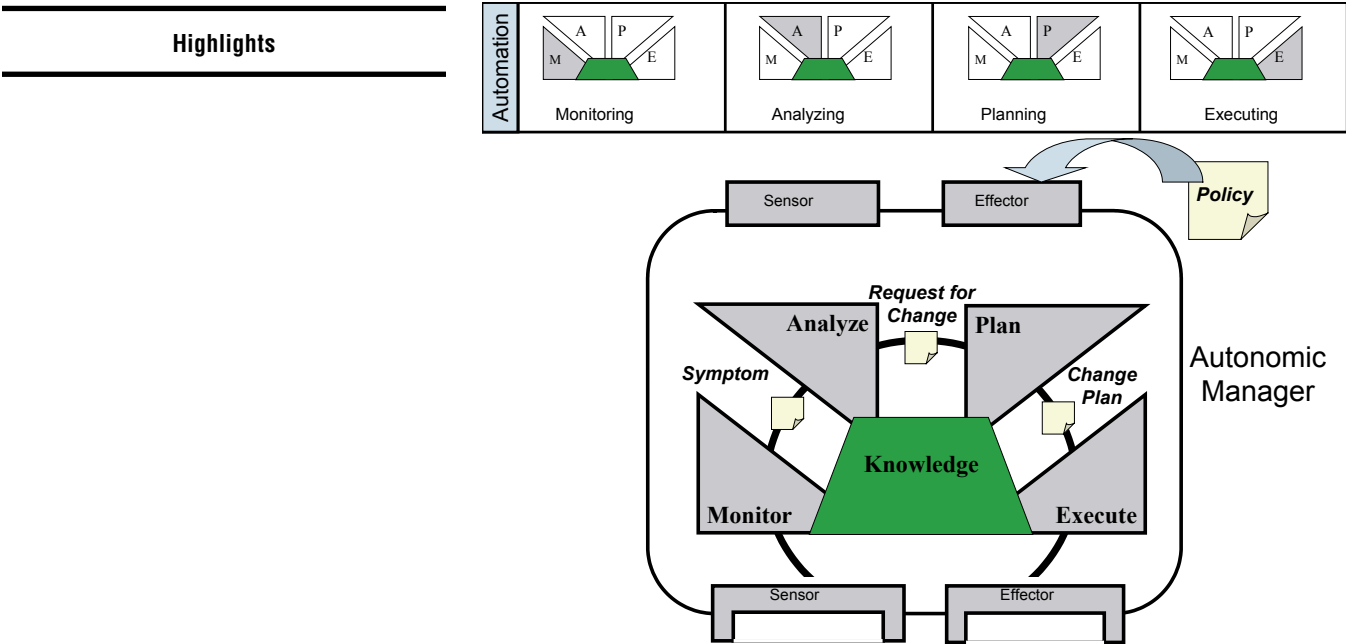 Highlights
Automation
A P
M E
Monitoring
A P
M E
Analyzing
A P
M E
Planning
A P
M E
Executing
Sensor
Effector
Policy
Request for
Change
Analyze
Plan
Symptom
Change
Plan
Autonomic
Manager
Knowledge
Monitor
Execute
Sensor
Effector